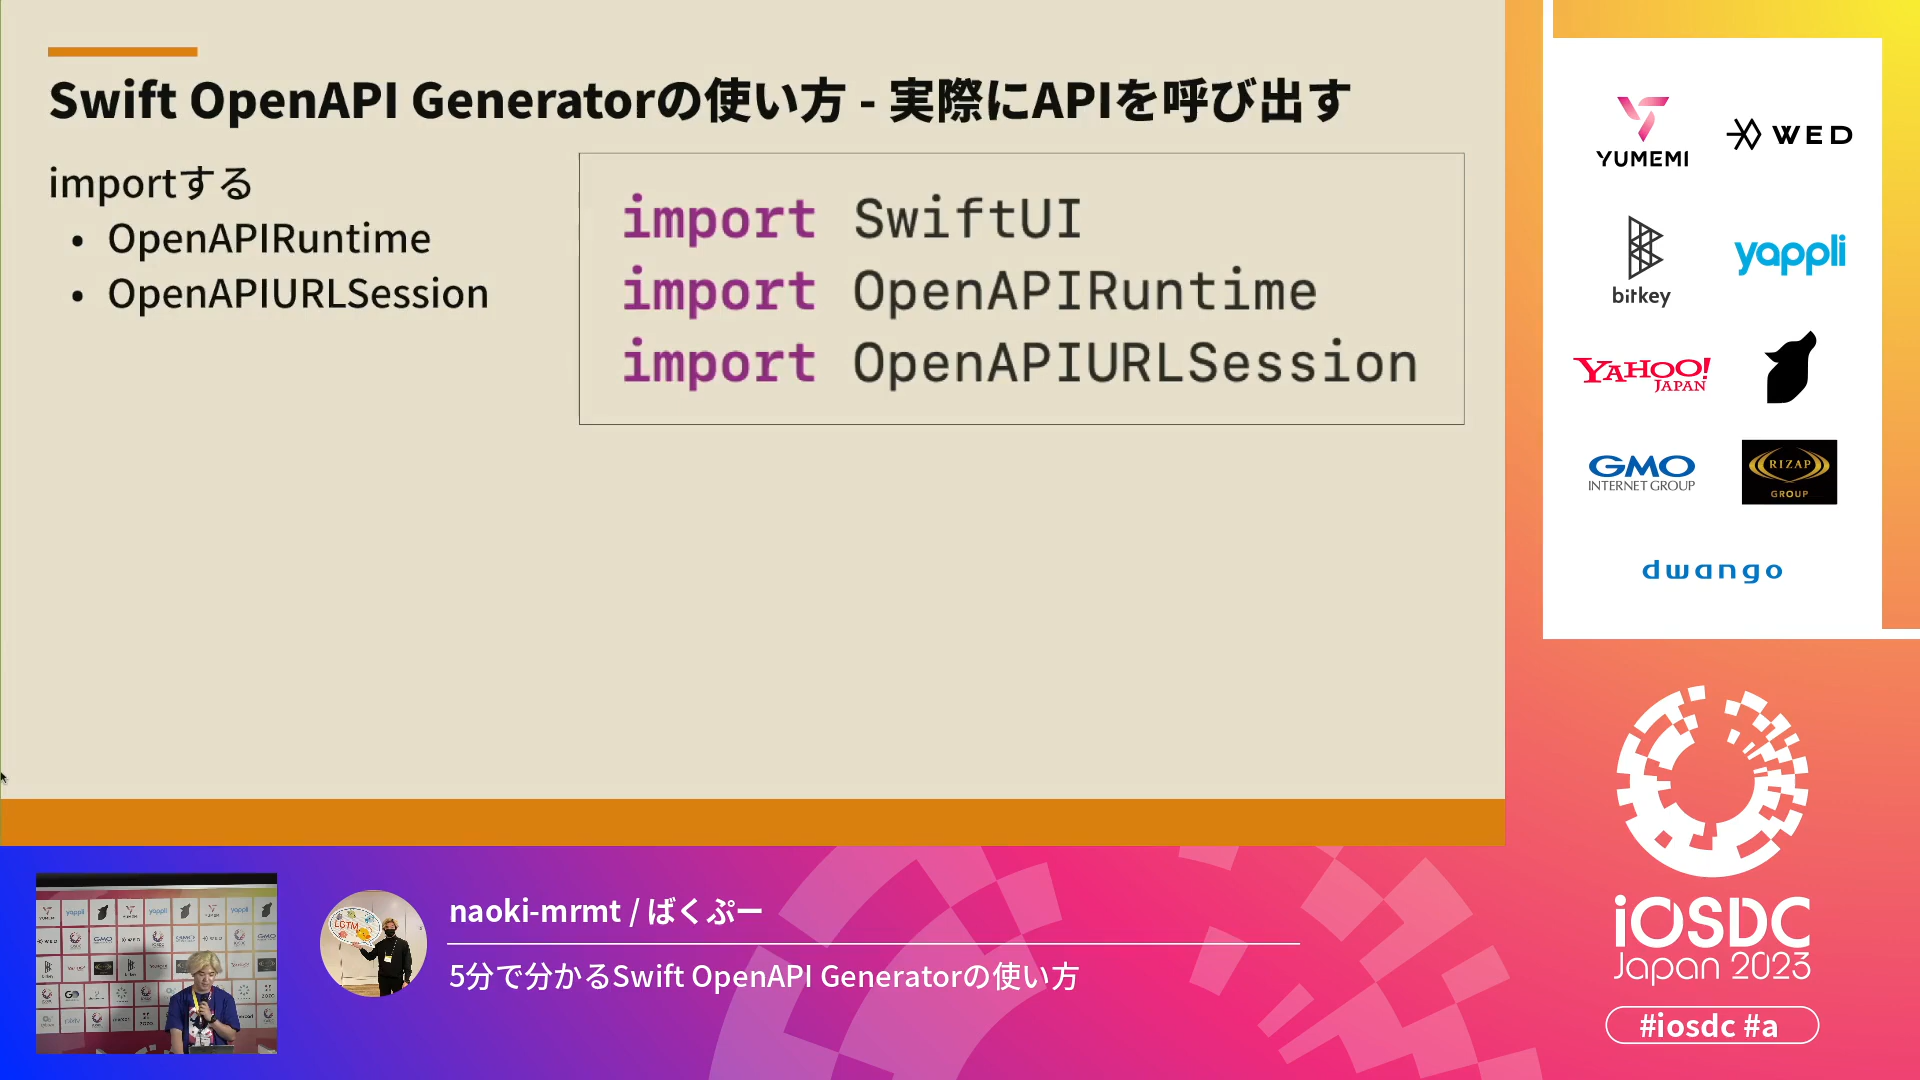 Swift OpenAPI Generatorの使い方 - 実際にAPIを呼び出す
importする
• OpenAPIRuntime
• OpenAPIURLSession
import SwiftUI
import OpenAPIRuntime
import OpenAPIURLSession
YUMEMI
WED
bitkey
yappli
YAHOO!
JAPAN
GMO
INTERNET GROUP
RIZAP
GROUP
dwango
iOSDC
Japan 2023
#iosdc #a
LGTM
naoki-mrmt / ばくぷー
5分で分かるSwift OpenAPI Generatorの使い方